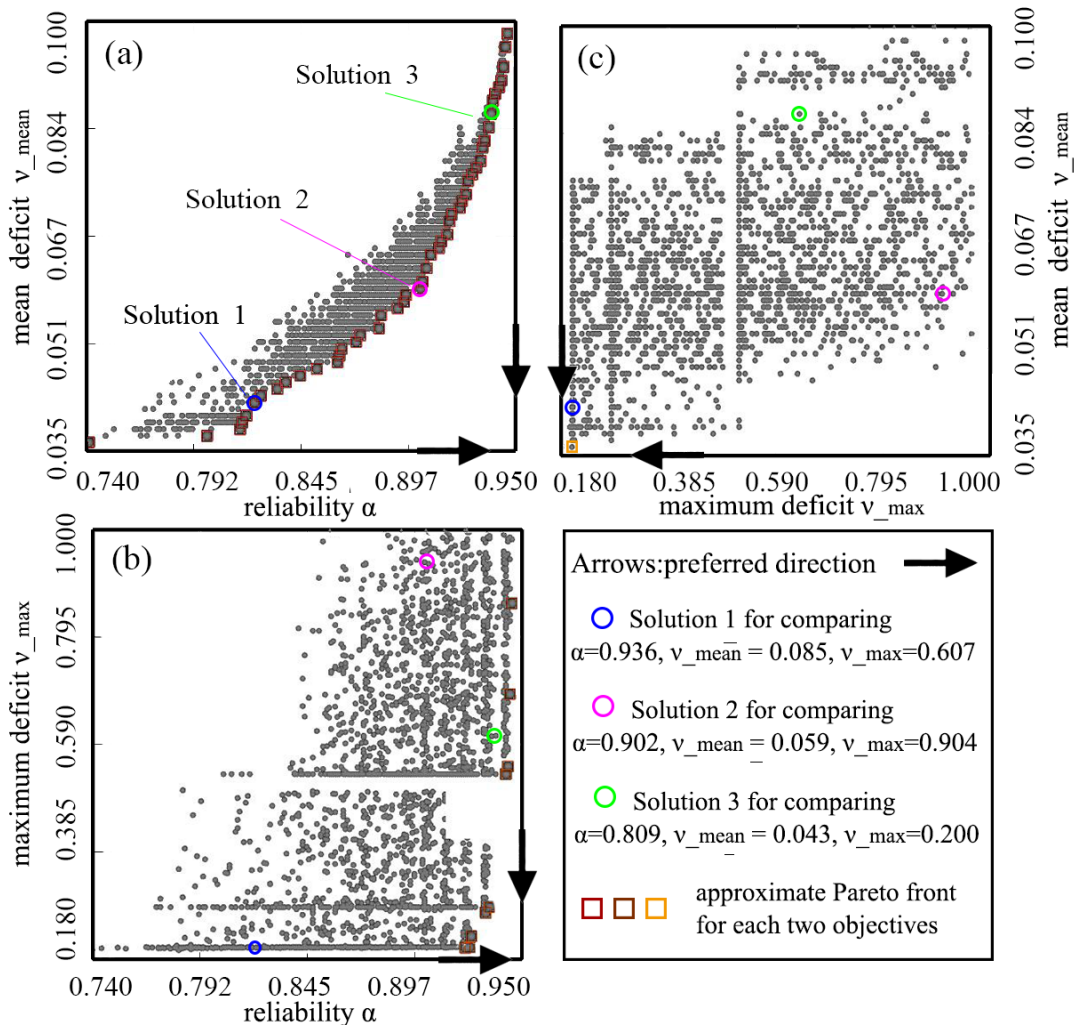 (a)
Solution 3
Solution 2
Solution 1
mean deficit ν_mean
0.100
0.084
0.067
0.051
0.035
0.740 0.792 0.845 0.897 0.950
reliability α
(c)
mean deficit ν_mean
0.100
0.084
0.067
0.051
0.035
0.180 0.385 0.590 0.795 1.000
maximum deficit ν_max
(b)
maximum deficit ν_max
1.000
0.795
0.590
0.385
0.180
0.740 0.792 0.845 0.897 0.950
reliability α
Arrows:preferred direction
Solution 1 for comparing
α=0.936, ν_mean = 0.085, ν_max=0.607
Solution 2 for comparing
α=0.902, ν_mean = 0.059, ν_max=0.904
Solution 3 for comparing
α=0.809, ν_mean = 0.043, ν_max=0.200
approximate Pareto front
for each two objectives